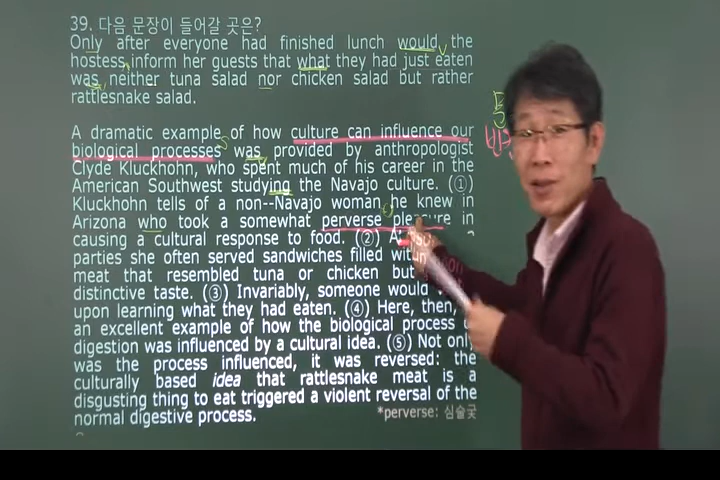 39. 다음 문장이 들어갈 곳은?
Only after everyone had finished lunch would the
hostess inform her guests that what they had just eaten
was neither tuna salad nor chicken salad but rather
rattlesnake salad.
A dramatic example of how culture can influence our
biological processes was provided by anthropologist
Clyde Kluckhohn, who spent much of his career in the
American Southwest studying the Navajo culture. (①)
Kluckhohn tells of a non--Navajo woman he knew in
Arizona who took a somewhat perverse pleasure in
causing a cultural response to food. (②) At
parties she often served sandwiches filled with
meat that resembled tuna or chicken but
distinctive taste. (③) Invariably, someone would
upon learning what they had eaten. (④) Here, then,
an excellent example of how the biological process
digestion was influenced by a cultural idea. (⑤) Not only
was the process influenced, it was reversed: the
culturally based idea that rattlesnake meat is a
disgusting thing to eat triggered a violent reversal of the
normal digestive process.
*perverse: 심술궂